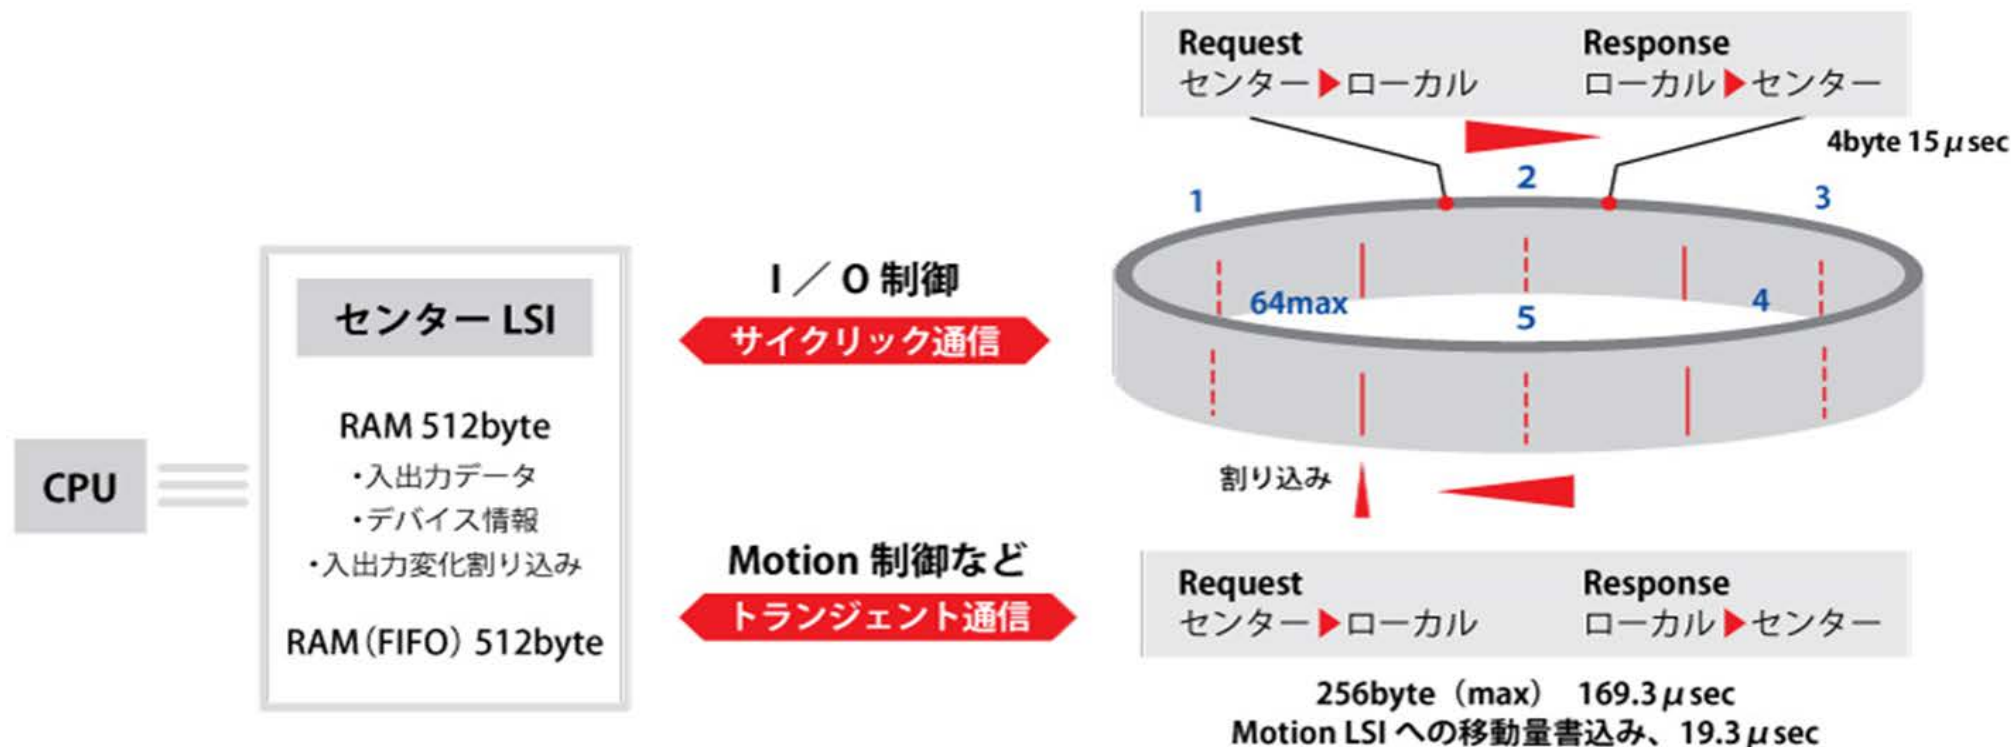 CPU
センター LSI
RAM 512byte
・入出力データ
・デバイス情報
・入出力変化割り込み
RAM（FIFO）512byte
I ／ O 制御
サイクリック通信
Motion 制御など
トランジェント通信
Request
センター▶ローカル
Response
ローカル▶センター
4byte 15μsec
1
2
3
64max
4
5
割り込み
Request
センター▶ローカル
Response
ローカル▶センター
256byte（max） 169.3μsec
Motion LSI への移動量書込み、19.3μsec